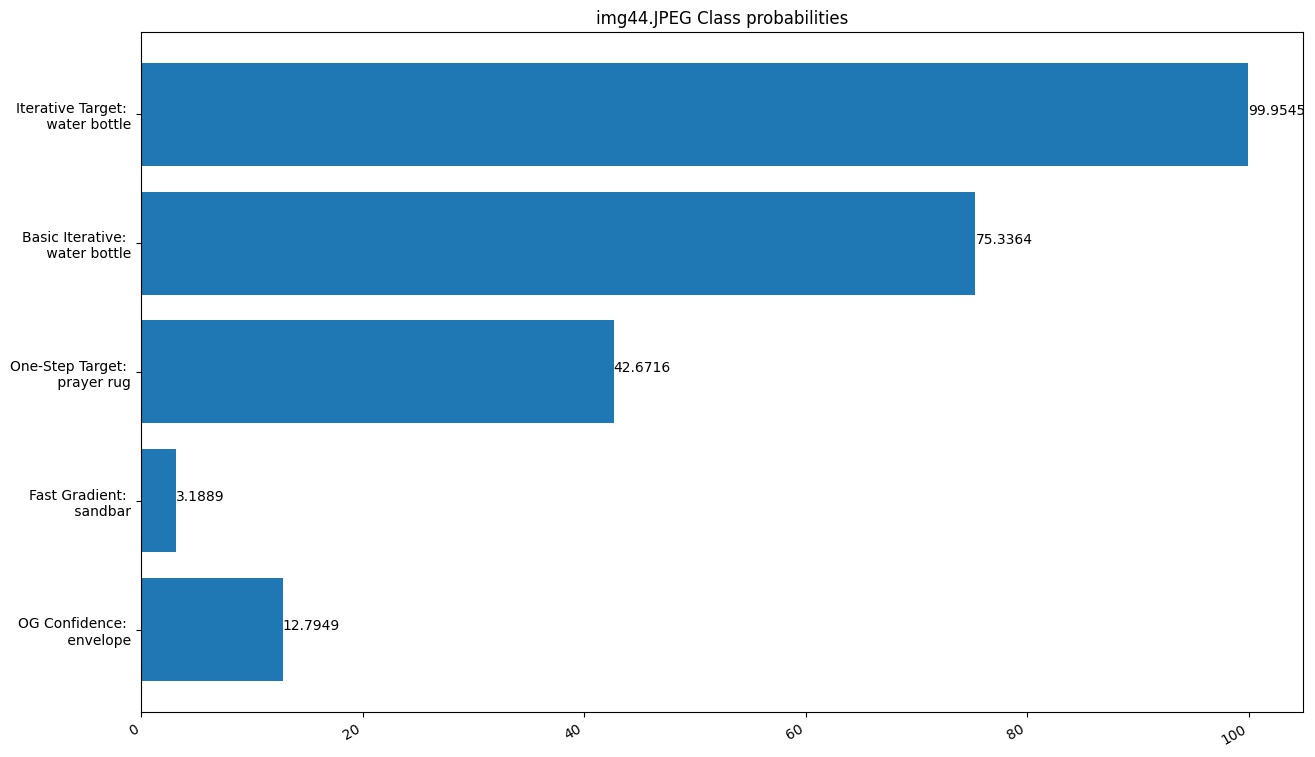 img44.JPEG Class probabilities
Iterative Target:
water bottle
99.9545
Basic Iterative:
water bottle
75.3364
One-Step Target:
prayer rug
42.6716
Fast Gradient:
sandbar
3.1889
OG Confidence:
envelope
12.7949
0
20
40
60
80
100